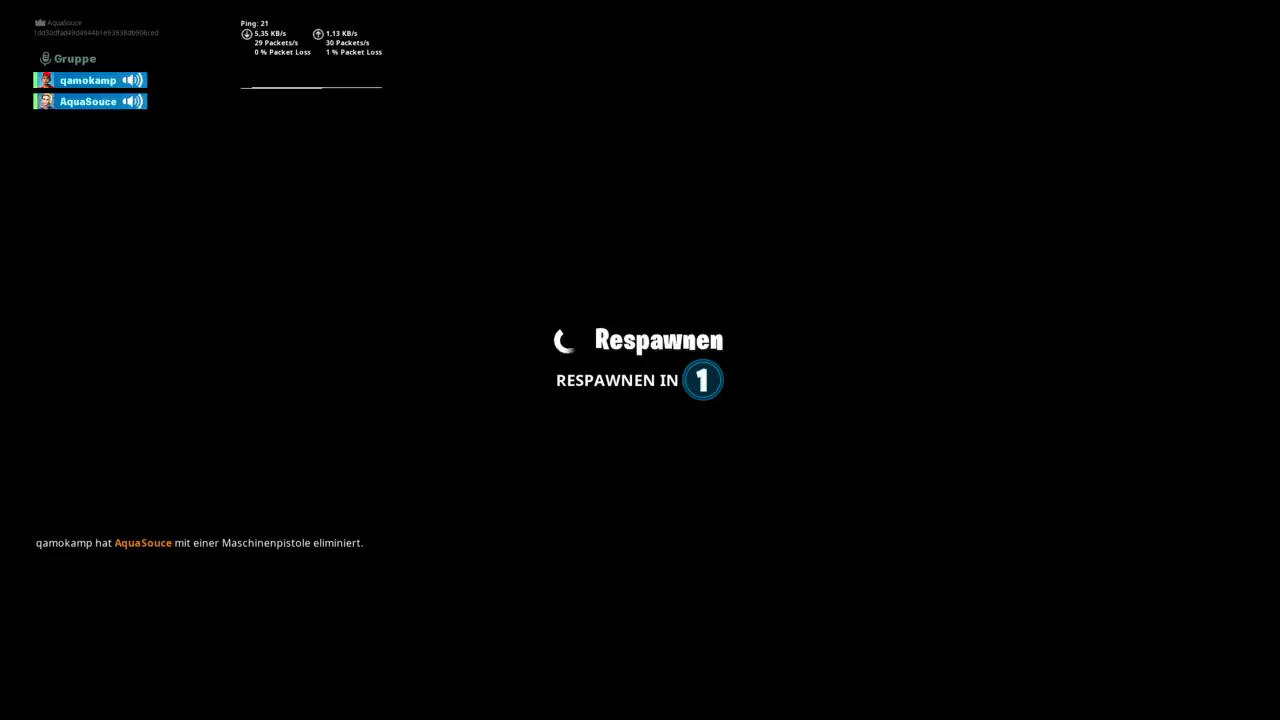 AquaSouce
Ping: 21
5,35 KB/s
1,13 KB/s
29 Packets/s
30 Packets/s
0 % Packet Loss
1 % Packet Loss
Gruppe
qamokamp
AquaSouce
Respawnen
RESPAWNEN IN 1
qamokamp hat AquaSouce mit einer Maschinenpistole eliminiert.